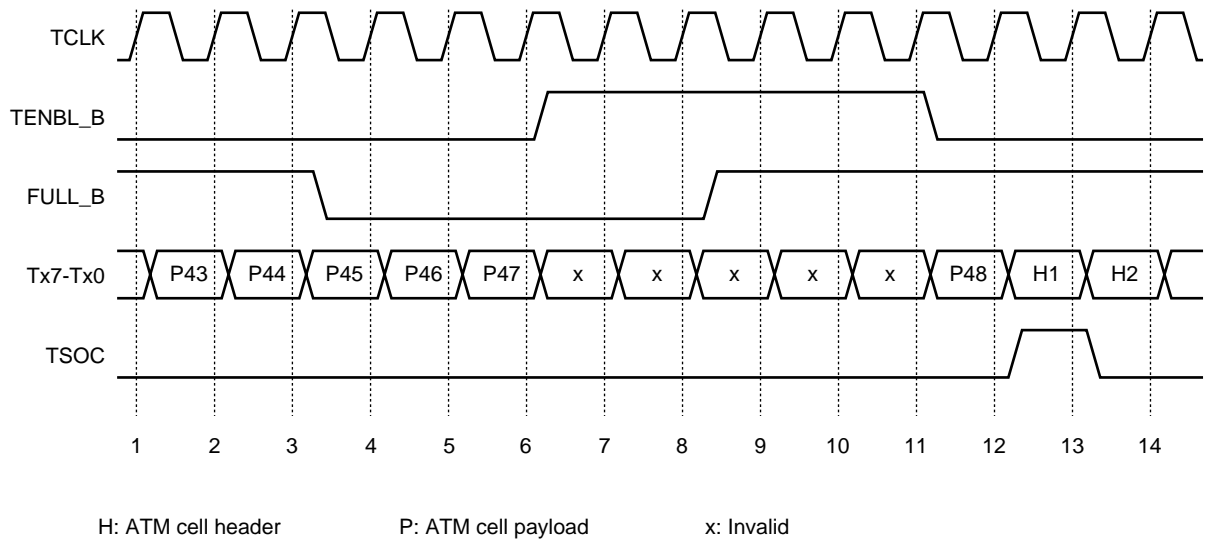 TCLK
TENBL_B
FULL_B
Tx7-Tx0 P43 P44 P45 P46 P47 x x x x x P48 H1 H2
TSOC
1 2 3 4 5 6 7 8 9 10 11 12 13 14
H: ATM cell header P: ATM cell payload x: Invalid